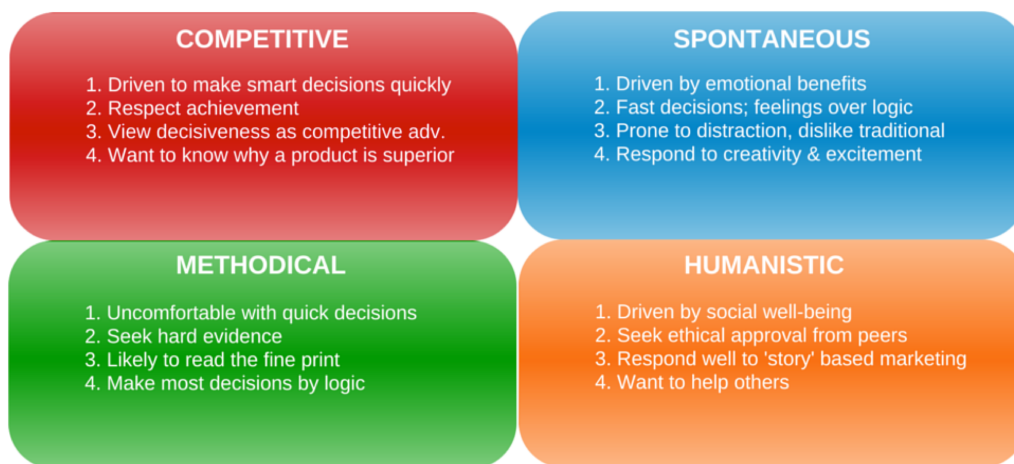 COMPETITIVE
1. Driven to make smart decisions quickly
2. Respect achievement
3. View decisiveness as competitive adv.
4. Want to know why a product is superior
SPONTANEOUS
1. Driven by emotional benefits
2. Fast decisions; feelings over logic
3. Prone to distraction, dislike traditional
4. Respond to creativity & excitement
METHODICAL
1. Uncomfortable with quick decisions
2. Seek hard evidence
3. Likely to read the fine print
4. Make most decisions by logic
HUMANISTIC
1. Driven by social well-being
2. Seek ethical approval from peers
3. Respond well to 'story' based marketing
4. Want to help others